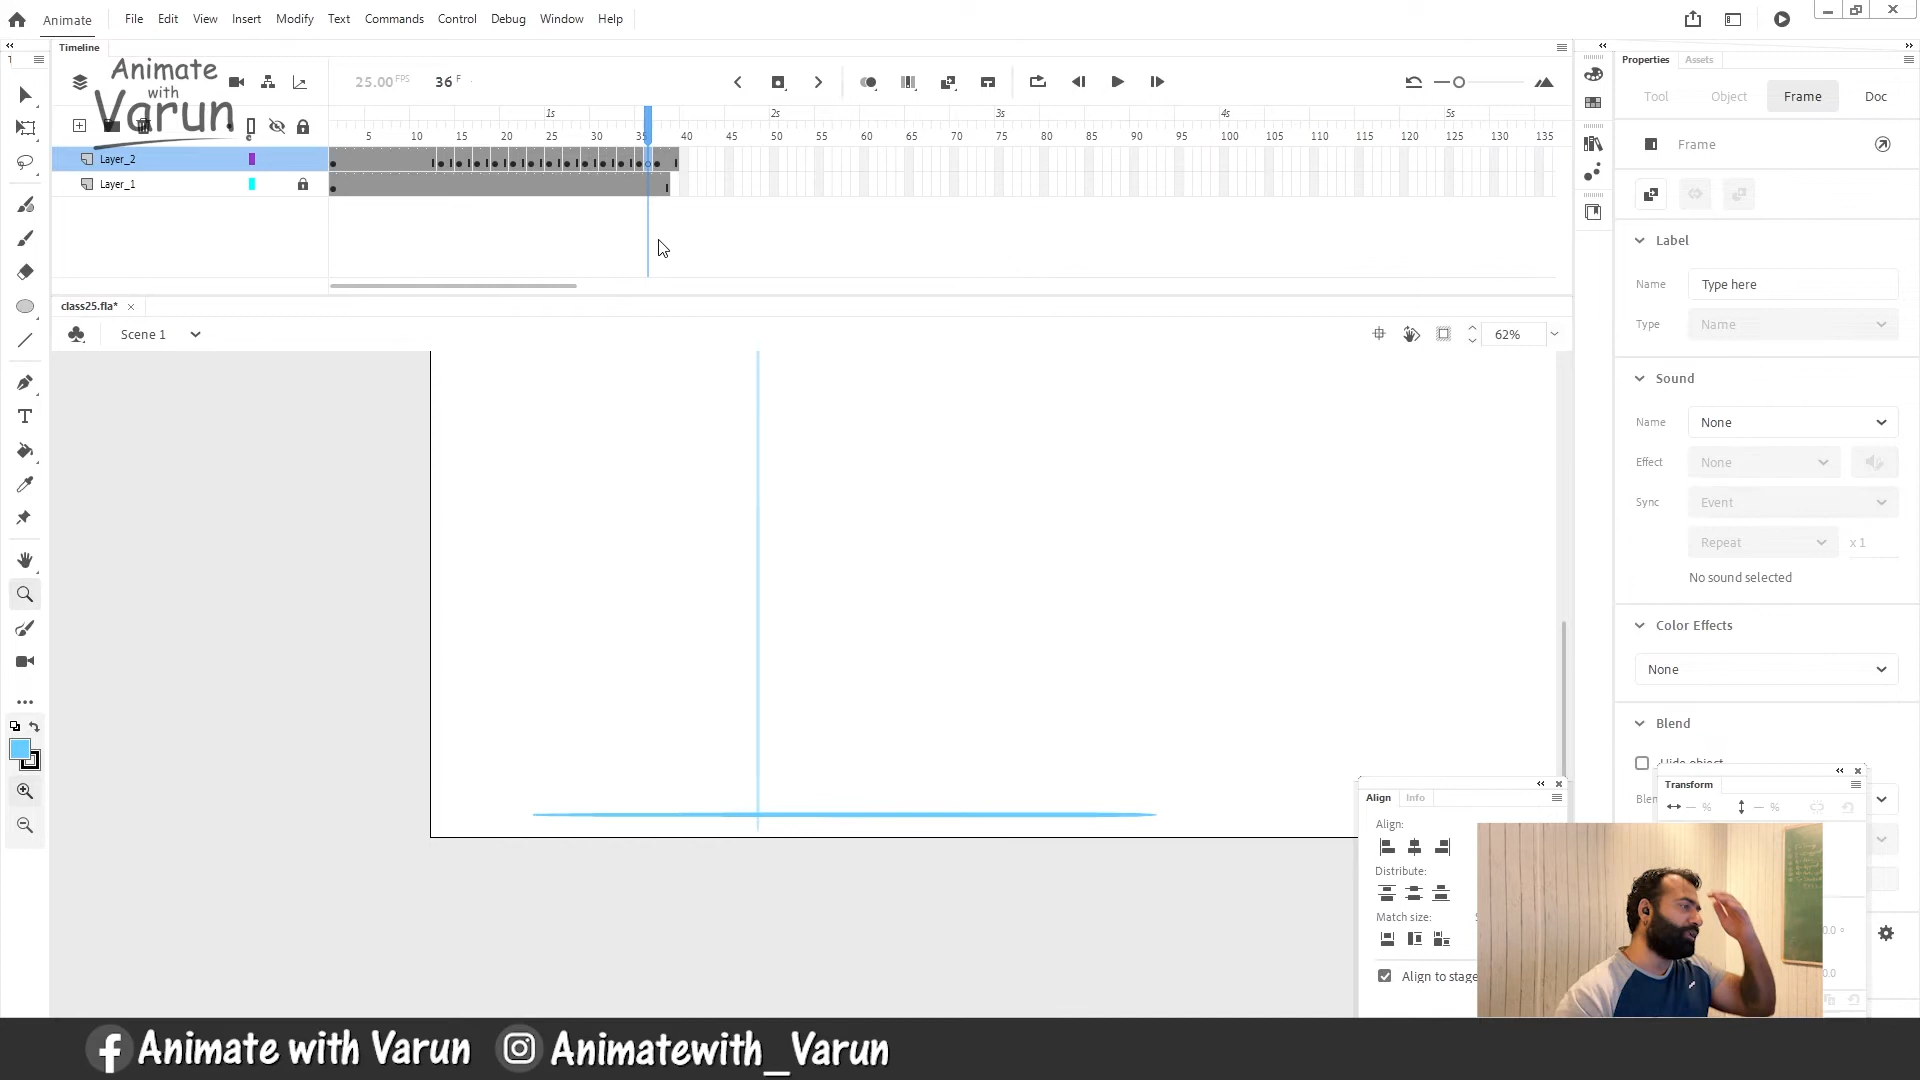 Animate File Edit View Insert Modify Text Commands Control Debug Window Help
Timeline
Animate
with
Varun
25.00 FPS 36 F
1s 2s 3s 4s 5s
5 10 15 20 25 30 35 40 45 50 55 60 65 70 75 80 85 90 95 100 105 110 115 120 125 130 135
Layer_2
Layer_1
class25.fla*
Scene 1
62%
Properties Assets
Tool Object Frame Doc
Frame
Label
Name Type here
Type Name
Sound
Name None
Effect None
Sync Event
Repeat x 1
No sound selected
Color Effects
None
Blend
Hide object
Blen
Transform
% %
Align Info
Align:
Distribute:
Match size:
Align to stage
Animate with Varun Animatewith_Varun